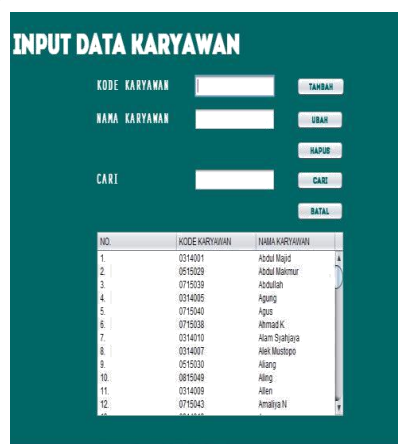 INPUT DATA KARYAWAN
KODE KARYAWAN TAMBAH
NAMA KARYAWAN UBAH
HAPUS
CARI CARI
BATAL
NO. KODE KARYAWAN NAMA KARYAWAN
1. 0314001 Abdul Majid
2. 0515029 Abdul Makmur
3. 0715039 Abdullah
4. 0314005 Agung
5. 0715040 Agus
6. 0715038 Ahmad K
7. 0314010 Alam Syahjaya
8. 0314007 Alek Mustopo
9. 0515030 Aliang
10. 0815049 Aling
11. 0314009 Allen
12. 0715043 Amaliya N